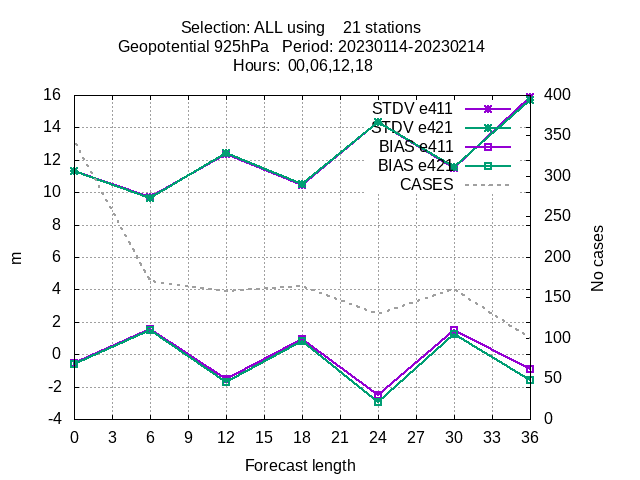 Selection: ALL using    21 stations
Geopotential 925hPa   Period: 20230114-20230214
Hours:  00,06,12,18
STDV e411
STDV e421
BIAS e411
BIAS e421
CASES
16
14
12
10
8
6
4
2
0
-2
-4
m
400
350
300
250
200
150
100
50
0
No cases
0 3 6 9 12 15 18 21 24 27 30 33 36
Forecast length